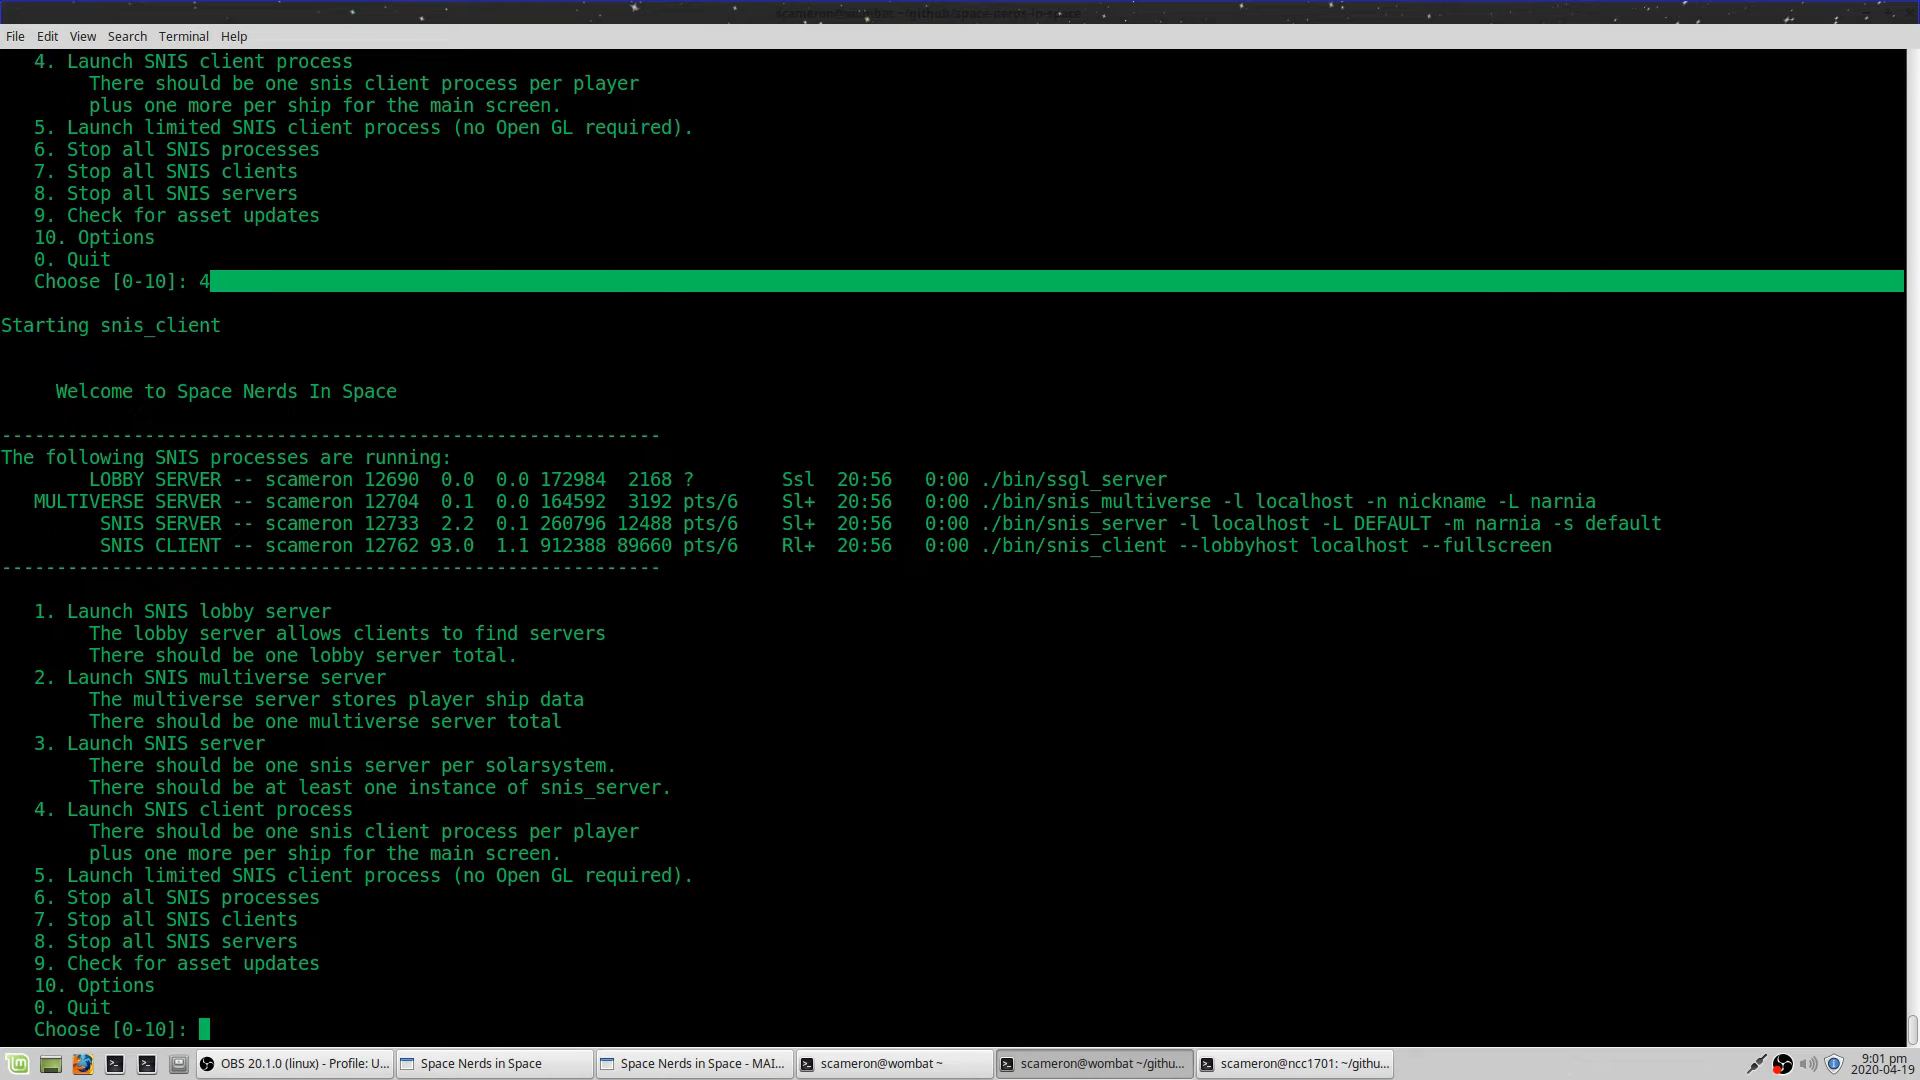 scameron@wombat ~/github/space-nerds-in-space
File Edit View Search Terminal Help
4. Launch SNIS client process
There should be one snis client process per player
plus one more per ship for the main screen.
5. Launch limited SNIS client process (no Open GL required).
6. Stop all SNIS processes
7. Stop all SNIS clients
8. Stop all SNIS servers
9. Check for asset updates
10. Options
0. Quit
Choose [0-10]: 4
Starting snis_client
Welcome to Space Nerds In Space
------------------------------------------------------------
The following SNIS processes are running:
LOBBY SERVER -- scameron 12690 0.0 0.0 172984 2168 ? Ssl 20:56 0:00 ./bin/ssgl_server
MULTIVERSE SERVER -- scameron 12704 0.1 0.0 164592 3192 pts/6 Sl+ 20:56 0:00 ./bin/snis_multiverse -l localhost -n nickname -L narnia
SNIS SERVER -- scameron 12733 2.2 0.1 260796 12488 pts/6 Sl+ 20:56 0:00 ./bin/snis_server -l localhost -L DEFAULT -m narnia -s default
SNIS CLIENT -- scameron 12762 93.0 1.1 912388 89660 pts/6 Rl+ 20:56 0:00 ./bin/snis_client --lobbyhost localhost --fullscreen
------------------------------------------------------------
1. Launch SNIS lobby server
The lobby server allows clients to find servers
There should be one lobby server total.
2. Launch SNIS multiverse server
The multiverse server stores player ship data
There should be one multiverse server total
3. Launch SNIS server
There should be one snis server per solarsystem.
There should be at least one instance of snis_server.
4. Launch SNIS client process
There should be one snis client process per player
plus one more per ship for the main screen.
5. Launch limited SNIS client process (no Open GL required).
6. Stop all SNIS processes
7. Stop all SNIS clients
8. Stop all SNIS servers
9. Check for asset updates
10. Options
0. Quit
Choose [0-10]:
OBS 20.1.0 (linux) - Profile: U... Space Nerds in Space Space Nerds in Space - MAI... scameron@wombat ~ scameron@wombat ~/githu... scameron@ncc1701: ~/githu... 9:01 pm
2020-04-19